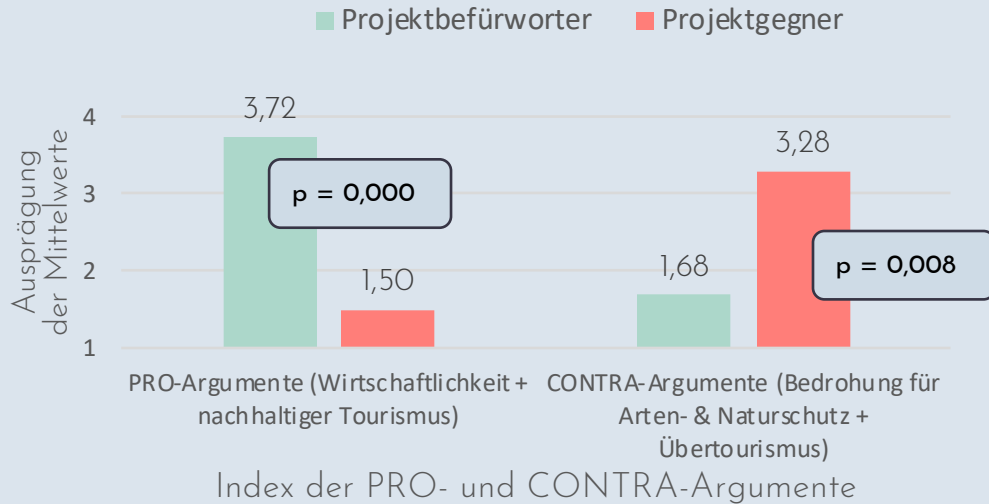 Projektbefürworter Projektgegner
Ausprägung
der Mittelwerte
4
3
2
1
3,72
p = 0,000
1,50
1,68
3,28
p = 0,008
PRO-Argumente (Wirtschaftlichkeit +
nachhaltiger Tourismus)
CONTRA-Argumente (Bedrohung für
Arten- & Naturschutz +
Übertourismus)
Index der PRO- und CONTRA-Argumente